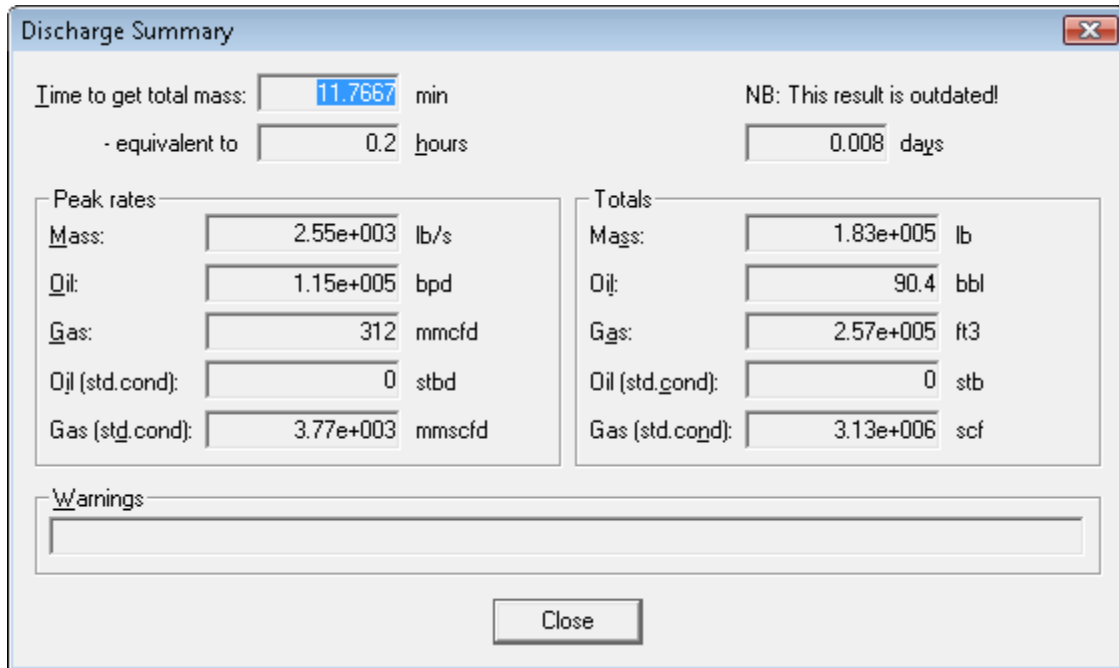 Discharge Summary
Time to get total mass: 11.7667 min NB: This result is outdated!
- equivalent to 0.2 hours 0.008 days
Peak rates
Mass: 2.55e+003 lb/s
Oil: 1.15e+005 bpd
Gas: 312 mmcfd
Oil (std.cond): 0 stbd
Gas (std.cond): 3.77e+003 mmscfd
Totals
Mass: 1.83e+005 lb
Oil: 90.4 bbl
Gas: 2.57e+005 ft3
Oil (std.cond): 0 stb
Gas (std.cond): 3.13e+006 scf
Warnings
Close